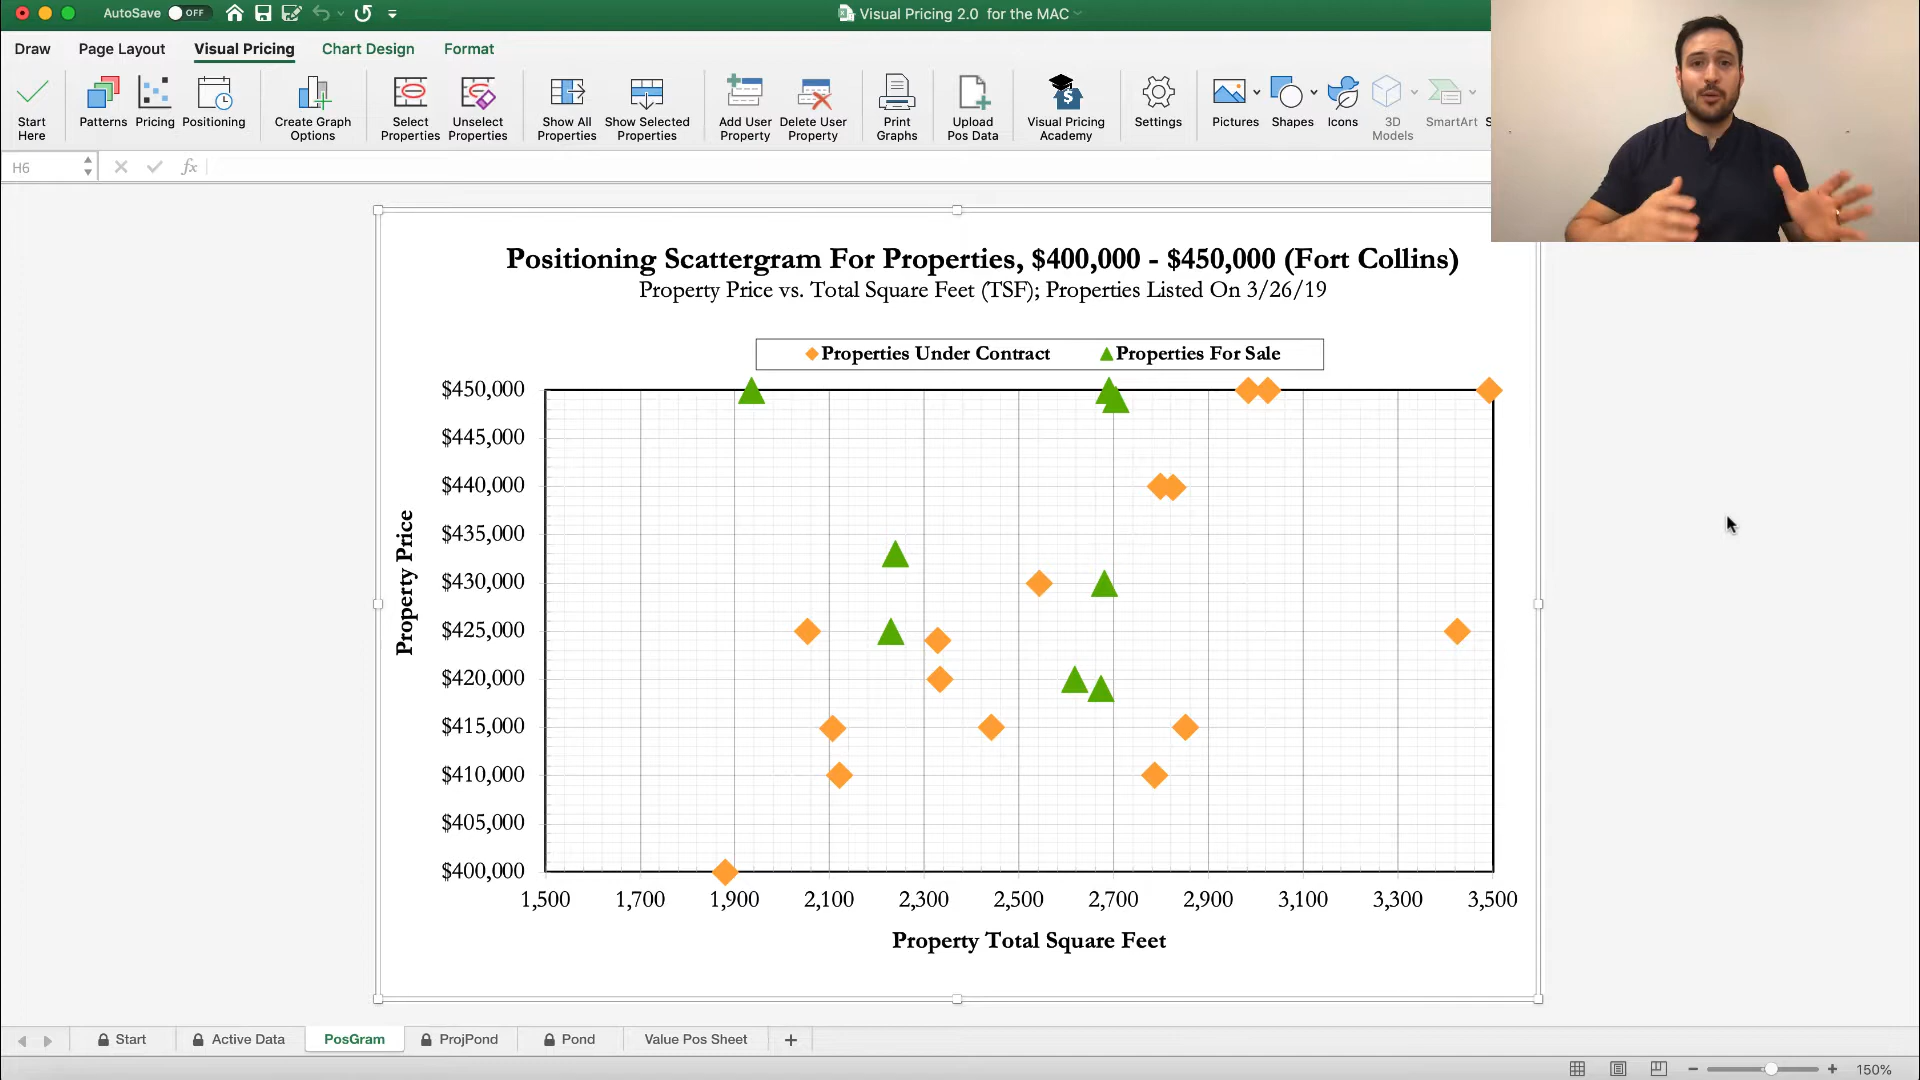 AutoSave OFF
Visual Pricing 2.0 for the MAC
Draw Page Layout Visual Pricing Chart Design Format
Start Here
Patterns
Pricing
Positioning
Create Graph Options
Select Properties
Unselect Properties
Show All Properties
Show Selected Properties
Add User Property
Delete User Property
Print Graphs
Upload Pos Data
Visual Pricing Academy
Settings
Pictures
Shapes
Icons
3D Models
SmartArt
H6
fx
Positioning Scattergram For Properties, $400,000 - $450,000 (Fort Collins)
Property Price vs. Total Square Feet (TSF); Properties Listed On 3/26/19
Properties Under Contract Properties For Sale
$450,000
$445,000
$440,000
$435,000
$430,000
$425,000
$420,000
$415,000
$410,000
$405,000
$400,000
Property Price
1,500 1,700 1,900 2,100 2,300 2,500 2,700 2,900 3,100 3,300 3,500
Property Total Square Feet
Start Active Data PosGram ProjPond Pond Value Pos Sheet
150%